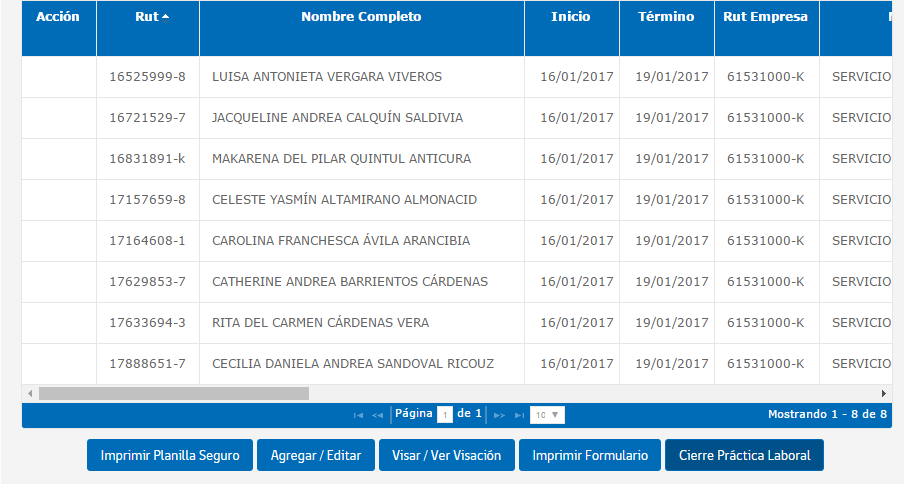 Acción Rut Nombre Completo Inicio Término Rut Empresa
16525999-8 LUISA ANTONIETA VERGARA VIVEROS 16/01/2017 19/01/2017 61531000-K SERVICIO
16721529-7 JACQUELINE ANDREA CALQUÍN SALDIVIA 16/01/2017 19/01/2017 61531000-K SERVICIO
16831891-k MAKARENA DEL PILAR QUINTUL ANTICURA 16/01/2017 19/01/2017 61531000-K SERVICIO
17157659-8 CELESTE YASMÍN ALTAMIRANO ALMONACID 16/01/2017 19/01/2017 61531000-K SERVICIO
17164608-1 CAROLINA FRANCHESCA ÁVILA ARANCIBIA 16/01/2017 19/01/2017 61531000-K SERVICIO
17629853-7 CATHERINE ANDREA BARRIENTOS CÁRDENAS 16/01/2017 19/01/2017 61531000-K SERVICIO
17633694-3 RITA DEL CARMEN CÁRDENAS VERA 16/01/2017 19/01/2017 61531000-K SERVICIO
17888651-7 CECILIA DANIELA ANDREA SANDOVAL RICOUZ 16/01/2017 19/01/2017 61531000-K SERVICIO
Página 1 de 1 10 Mostrando 1 - 8 de 8
Imprimir Planilla Seguro Agregar / Editar Visar / Ver Visación Imprimir Formulario Cierre Práctica Laboral